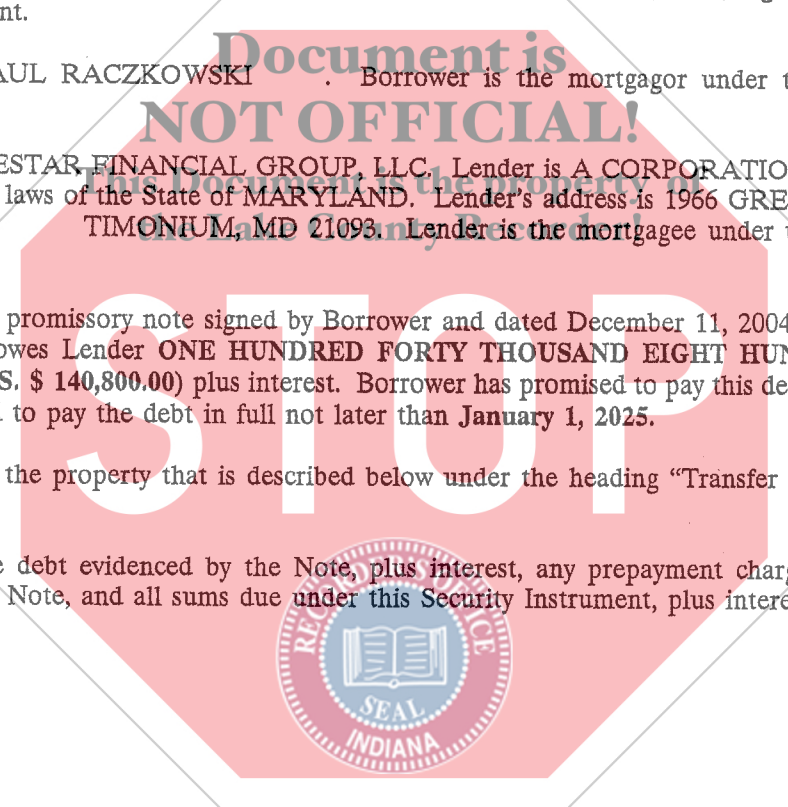 nt.
Document is
AUL RACZKOWSKI . Borrower is the mortgagor under t
NOT OFFICIAL!
ESTAR FINANCIAL GROUP, LLC. Lender is A CORPORATIO
This Document is the property of
laws of the State of MARYLAND. Lender's address is 1966 GRE
the Lake County Recorder!
TIMONIUM, MD 21093. Lender is the mortgagee under
promissory note signed by Borrower and dated December 11, 2004
owes Lender ONE HUNDRED FORTY THOUSAND EIGHT HUN
S. $ 140,800.00) plus interest. Borrower has promised to pay this de
to pay the debt in full not later than January 1, 2025.
STOP
the property that is described below under the heading “Transfer
e debt evidenced by the Note, plus interest, any prepayment char
Note, and all sums due under this Security Instrument, plus intere
RECORDER'S OFFICE
SEAL
INDIANA